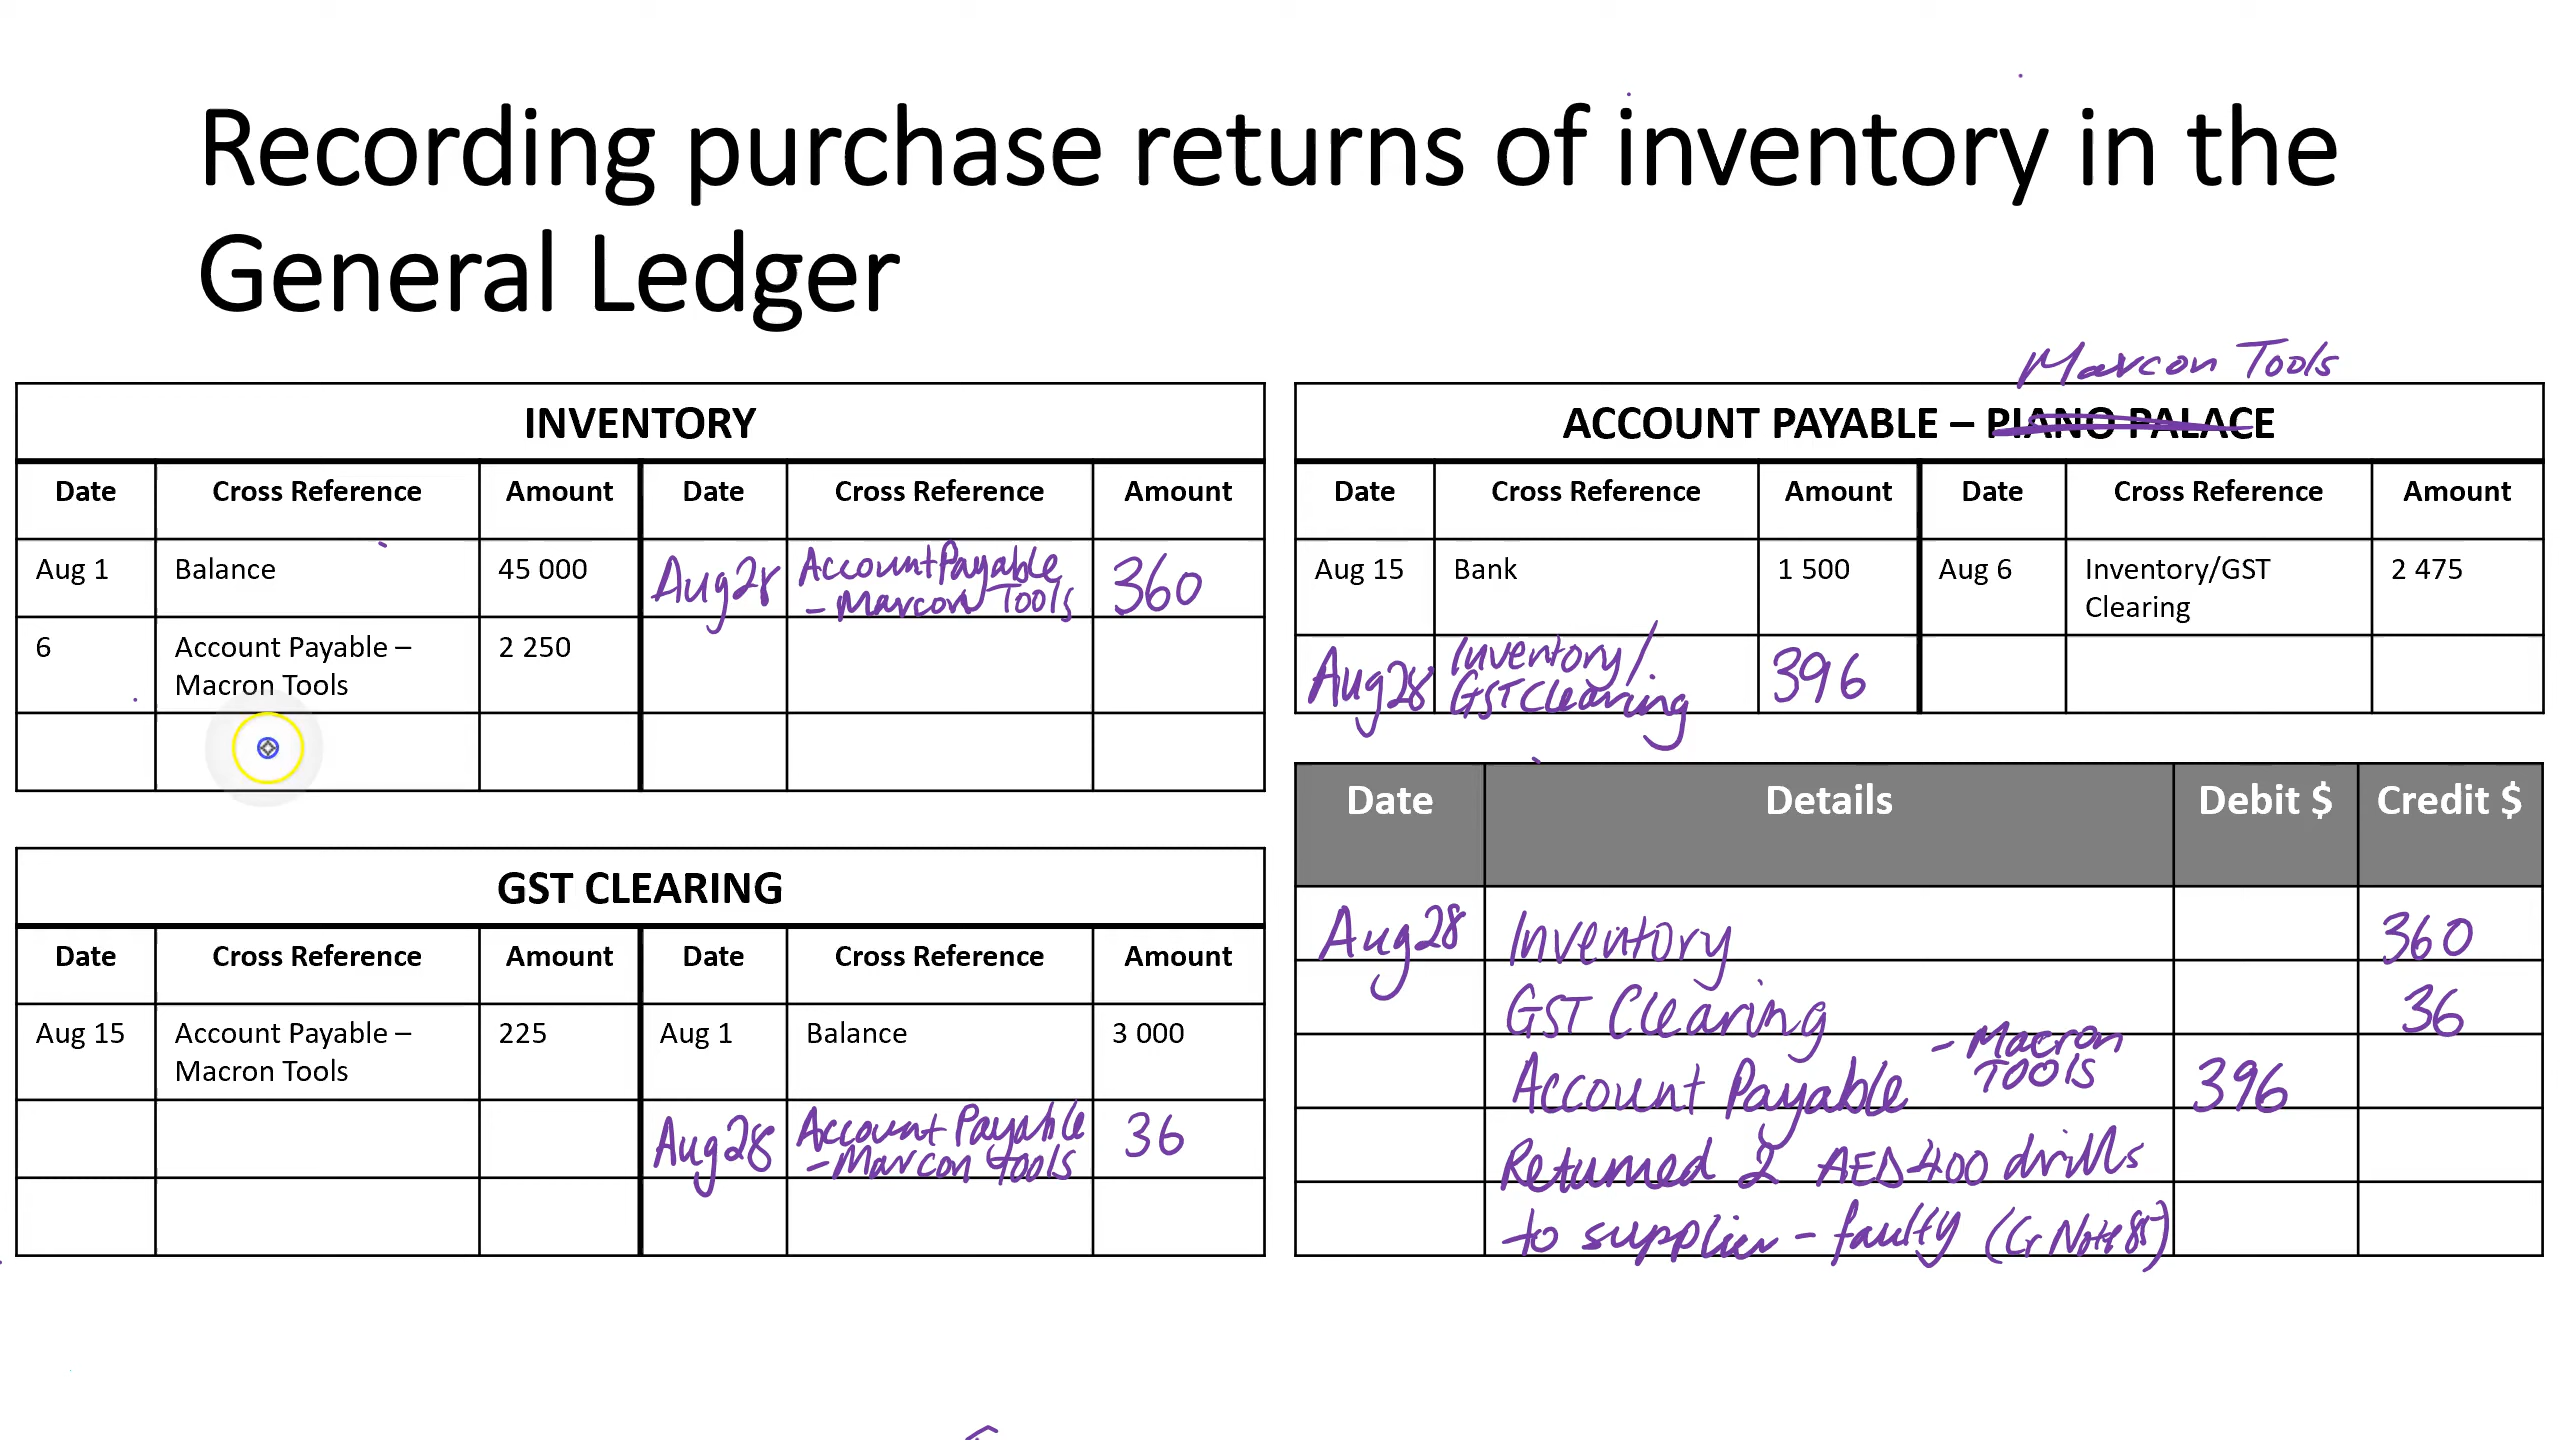 Recording purchase returns of inventory in the
General Ledger
INVENTORY
Date Cross Reference Amount Date Cross Reference Amount
Aug 1 Balance 45 000 Aug 28 Account Payable
- Marcon Tools 360
6 Account Payable –
Macron Tools 2 250
GST CLEARING
Date Cross Reference Amount Date Cross Reference Amount
Aug 15 Account Payable –
Macron Tools 225 Aug 1 Balance 3 000
Aug 28 Account Payable
- Marcon Tools 36
Marcon Tools
ACCOUNT PAYABLE – PIANO PALACE
Date Cross Reference Amount Date Cross Reference Amount
Aug 15 Bank 1 500 Aug 6 Inventory/GST
Clearing 2 475
Aug 28 Inventory/
GST Clearing 396
Date Details Debit $ Credit $
Aug 28 Inventory 360
GST Clearing 36
Account Payable - Macron
Tools 396
Returned 2 AED400 drills
to supplier - faulty (Cr Note 85)